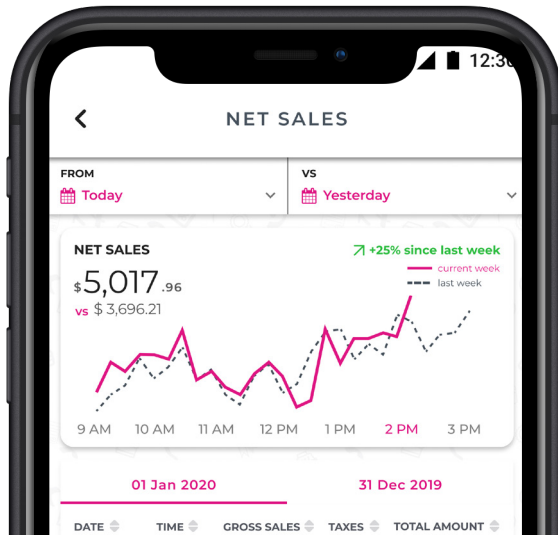 12:30
NET SALES
FROM
Today
VS
Yesterday
NET SALES
+25% since last week
$5,017.96
vs $ 3,696.21
current week
last week
9 AM 10 AM 11 AM 12 PM 1 PM 2 PM 3 PM
01 Jan 2020 31 Dec 2019
DATE TIME GROSS SALES TAXES TOTAL AMOUNT